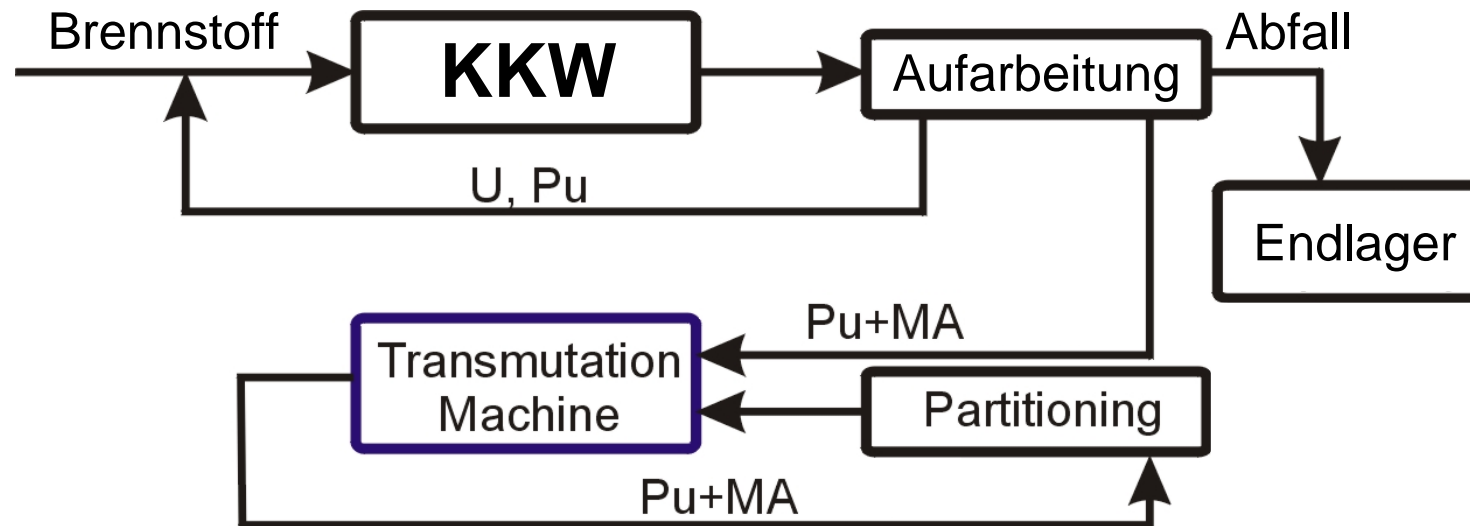 Brennstoff
KKW
Aufarbeitung
Abfall
U, Pu
Endlager
Pu+MA
Transmutation
Machine
Partitioning
Pu+MA